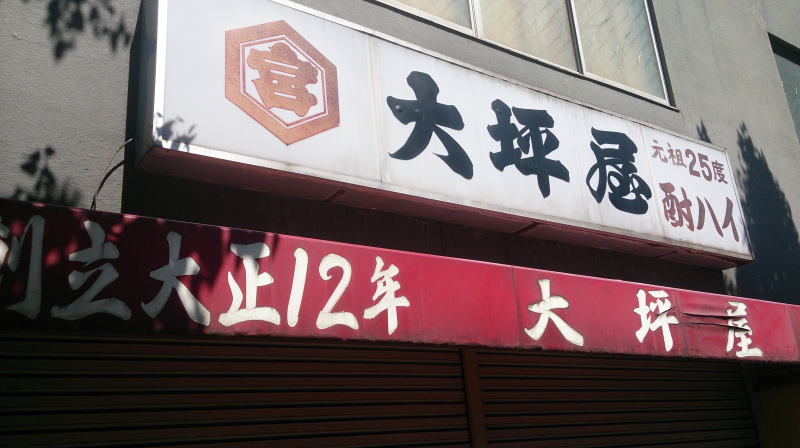 宮
大坪屋
元祖25度
酎ハイ
創立大正12年 大坪屋